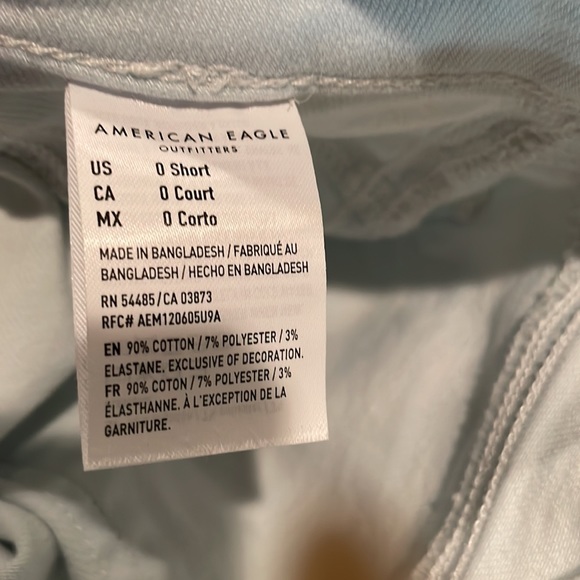 AMERICAN EAGLE
OUTFITTERS
US 0 Short
CA 0 Court
MX 0 Corto
MADE IN BANGLADESH / FABRIQUÉ AU
BANGLADESH / HECHO EN BANGLADESH
RN 54485/CA 03873
RFC# AEM120605U9A
EN 90% COTTON / 7% POLYESTER / 3%
ELASTANE, EXCLUSIVE OF DECORATION.
FR 90% COTON / 7% POLYESTER / 3%
ÉLASTHANNE. À L'EXCEPTION DE LA
GARNITURE.